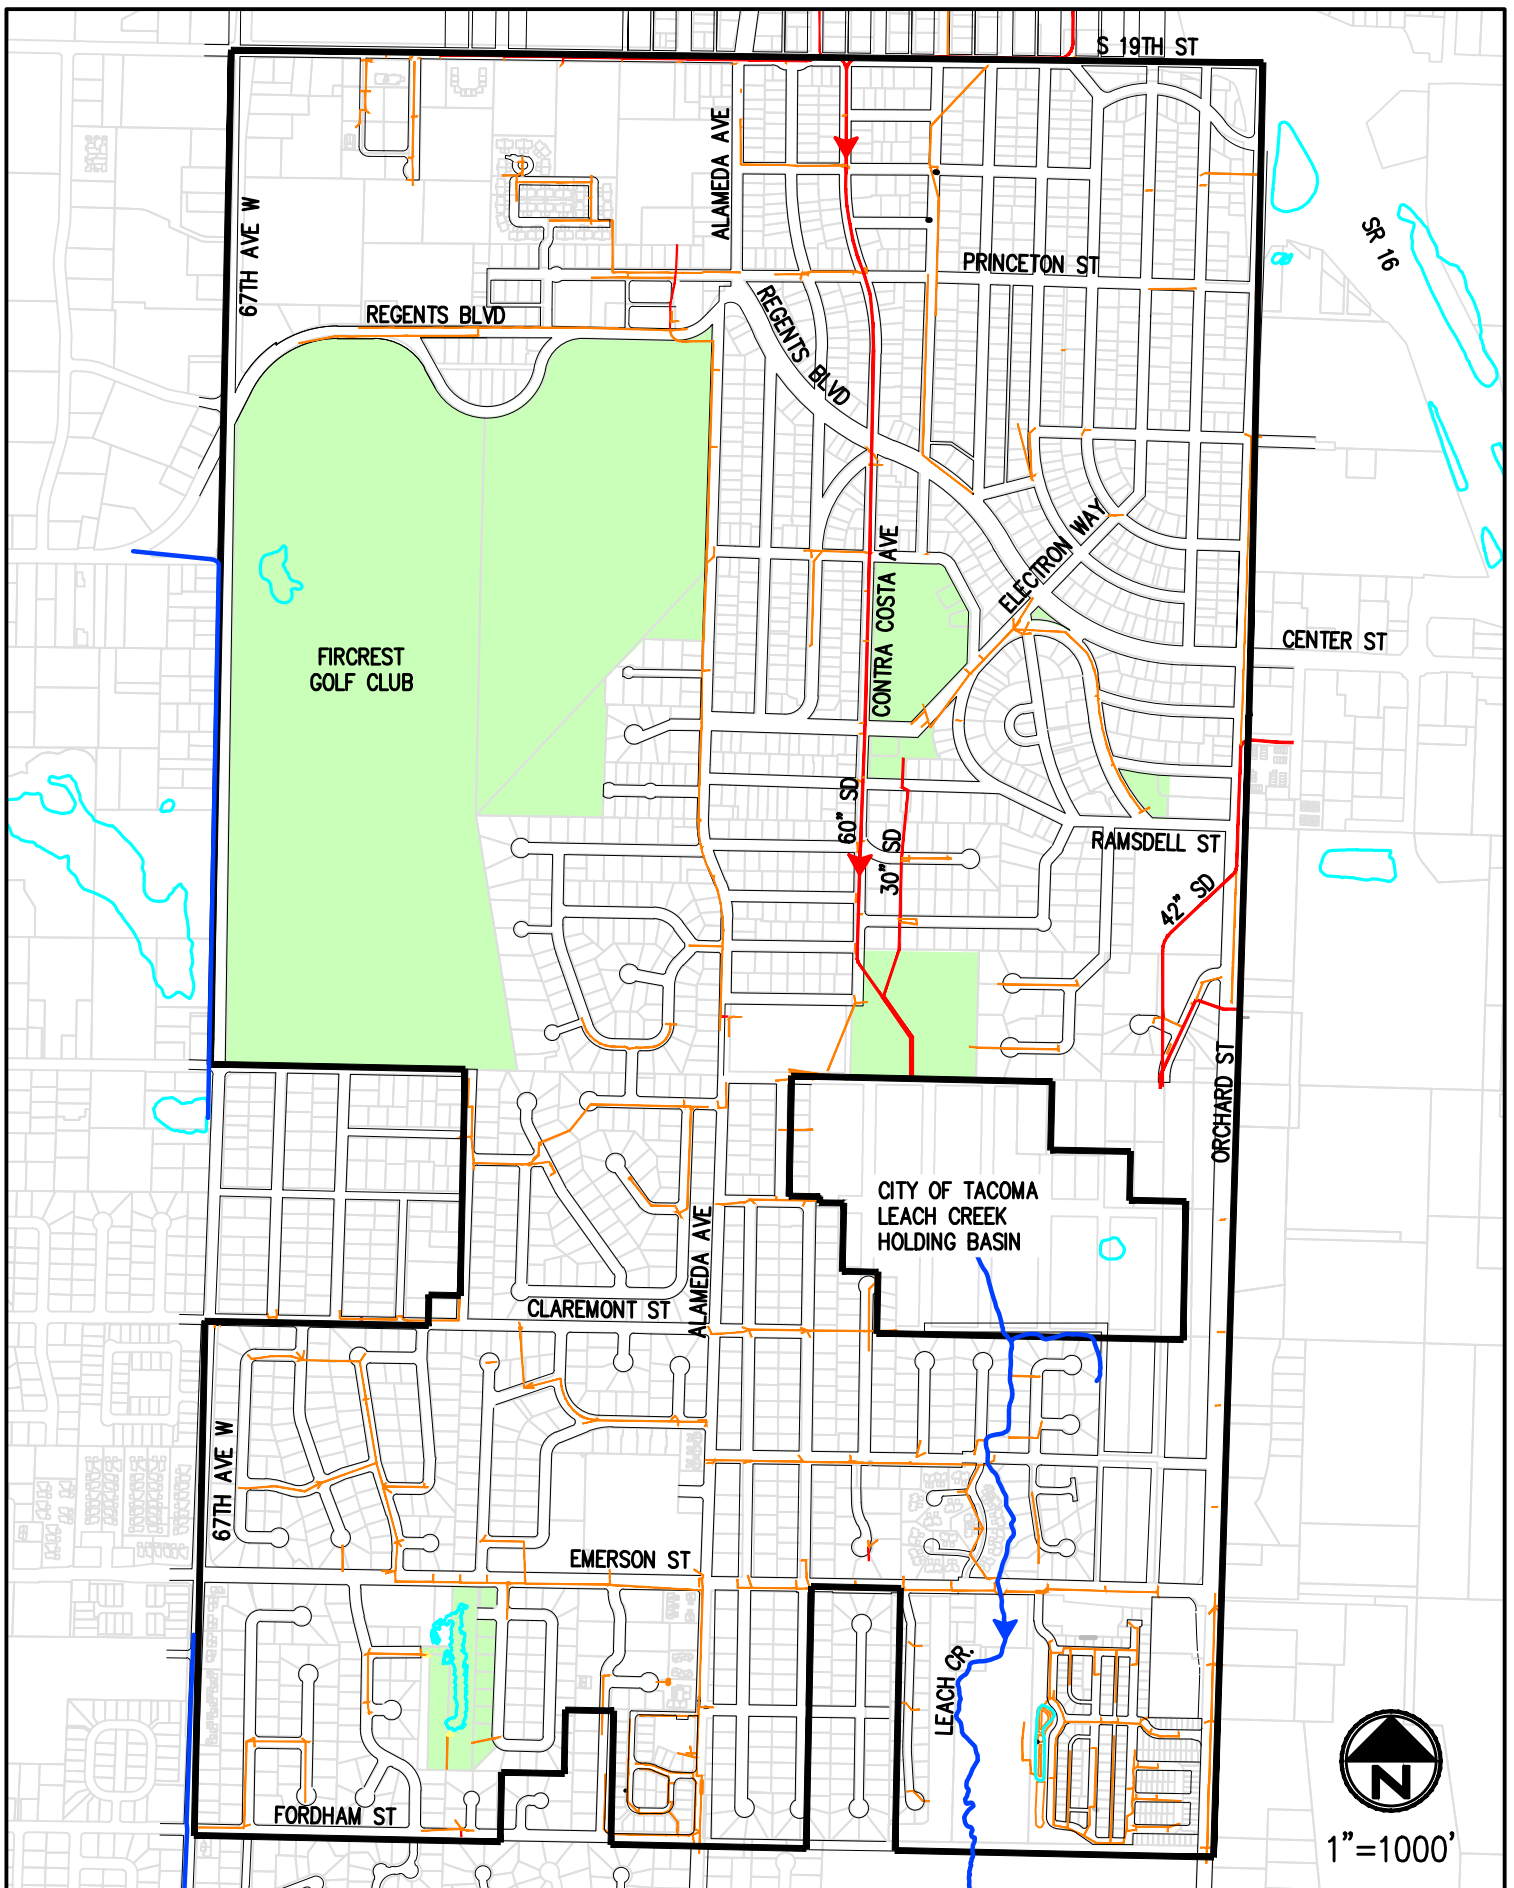 S 19TH ST
ALAMEDA AVE
67TH AVE W
SR 16
PRINCETON ST
REGENTS BLVD
REGENTS BLVD
ELECTRON WAY
CONTRA COSTA AVE
CENTER ST
FIRCREST
GOLF CLUB
60" SD
30" SD
RAMSDELL ST
42" SD
ORCHARD ST
CITY OF TACOMA
LEACH CREEK
HOLDING BASIN
ALAMEDA AVE
CLAREMONT ST
67TH AVE W
EMERSON ST
LEACH CR.
FORDHAM ST
N
1"=1000'